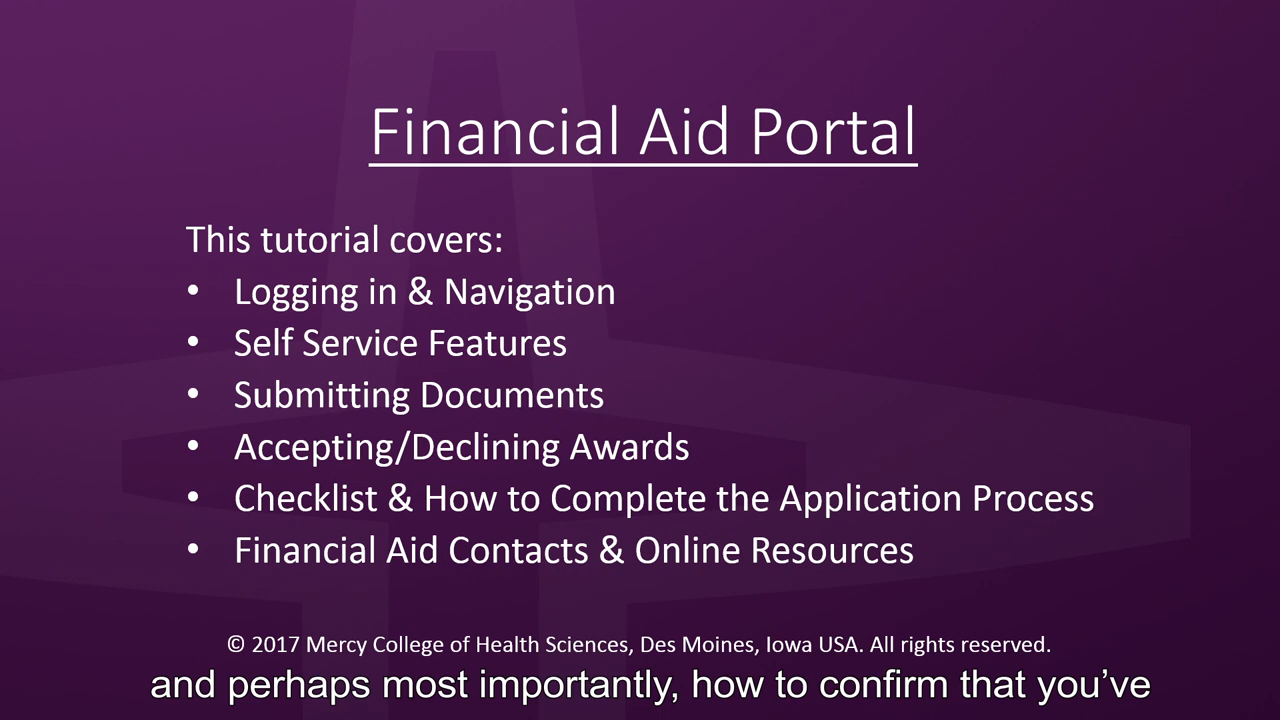 Financial Aid Portal
This tutorial covers:
• Logging in & Navigation
• Self Service Features
• Submitting Documents
• Accepting/Declining Awards
• Checklist & How to Complete the Application Process
• Financial Aid Contacts & Online Resources
© 2017 Mercy College of Health Sciences, Des Moines, Iowa USA. All rights reserved.
and perhaps most importantly, how to confirm that you’ve